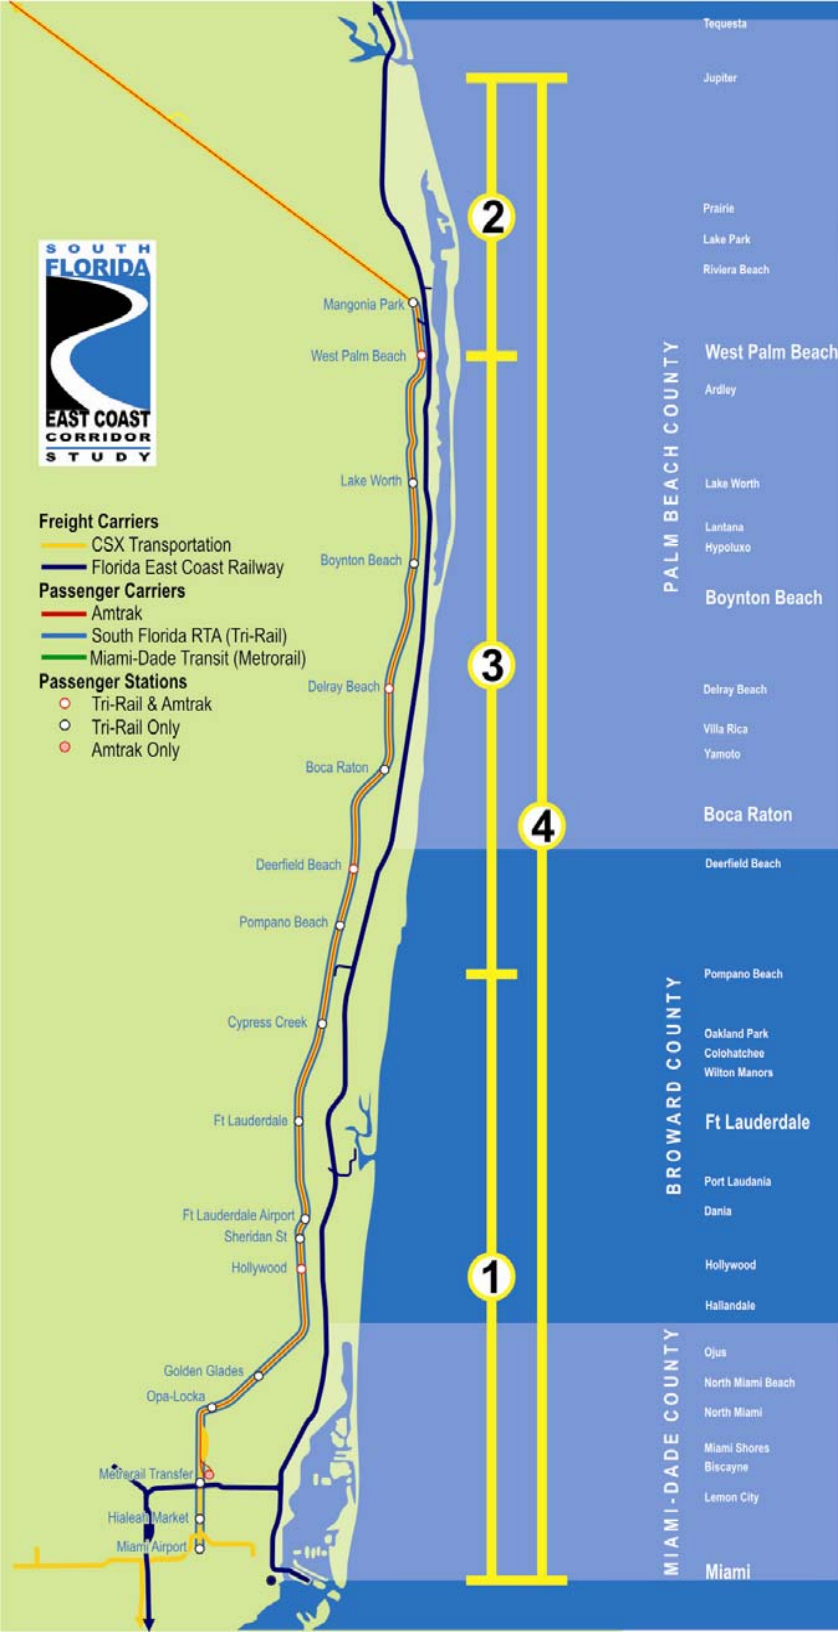 Tequesta
Jupiter
2
Prairie
Lake Park
Riviera Beach
SOUTH
FLORIDA
EAST COAST
CORRIDOR
STUDY
Mangonia Park
West Palm Beach
PALM BEACH COUNTY
West Palm Beach
Ardley
Lake Worth
Lake Worth
Lantana
Hypoluxo
Freight Carriers
CSX Transportation
Florida East Coast Railway
Passenger Carriers
Amtrak
South Florida RTA (Tri-Rail)
Miami-Dade Transit (Metrorail)
Passenger Stations
Tri-Rail & Amtrak
Tri-Rail Only
Amtrak Only
Boynton Beach
Boynton Beach
3
Delray Beach
Delray Beach
Villa Rica
Yamoto
Boca Raton
Boca Raton
4
Deerfield Beach
Deerfield Beach
Pompano Beach
Pompano Beach
BROWARD COUNTY
Cypress Creek
Oakland Park
Colohatchee
Wilton Manors
Ft Lauderdale
Ft Lauderdale
Port Laudania
Ft Lauderdale Airport
Dania
Sheridan St
Hollywood
Hollywood
1
Hallandale
MIAMI-DADE COUNTY
Ojus
Golden Glades
North Miami Beach
Opa-Locka
North Miami
Miami Shores
Biscayne
Metrorail Transfer
Lemon City
Hialeah Market
Miami Airport
Miami